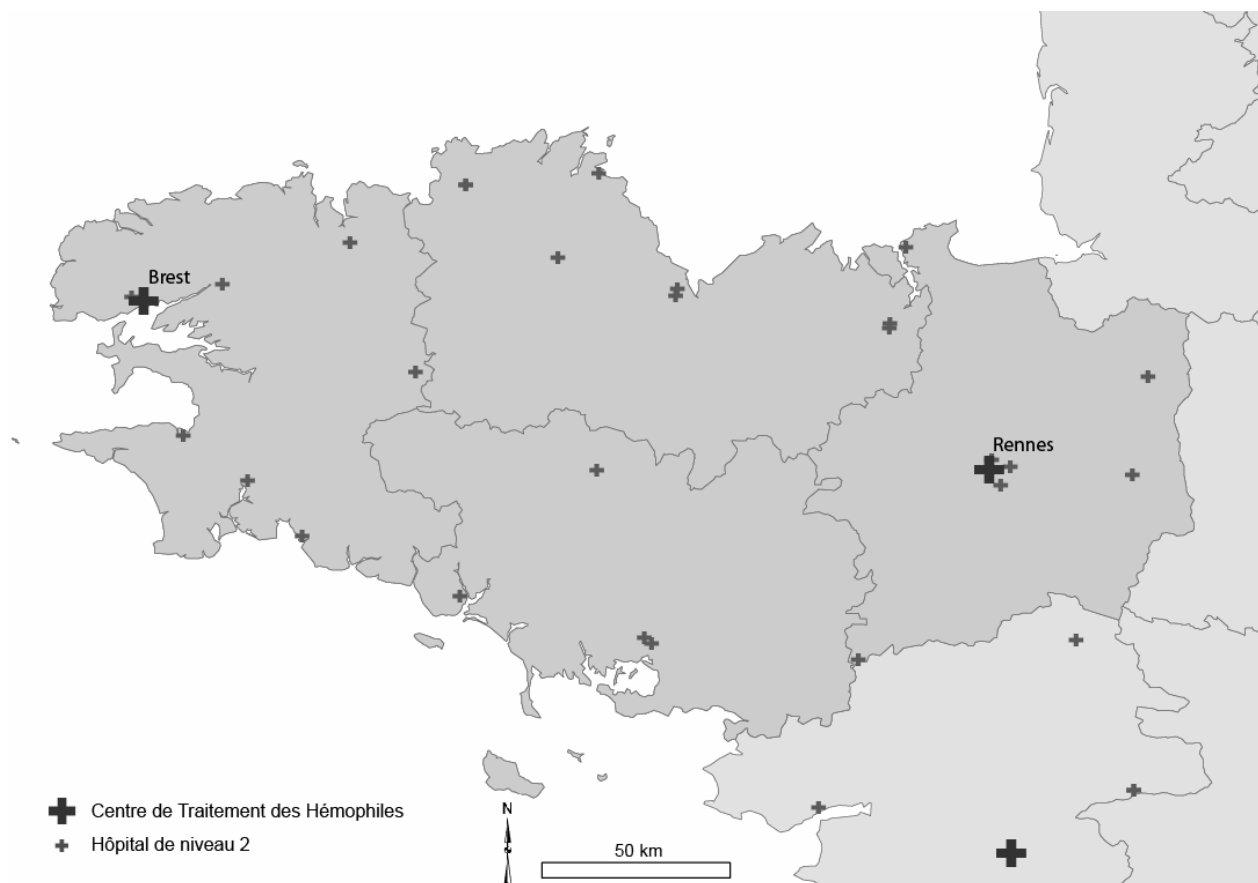 Brest
Rennes
Centre de Traitement des Hémophiles
Hôpital de niveau 2
N
50 km